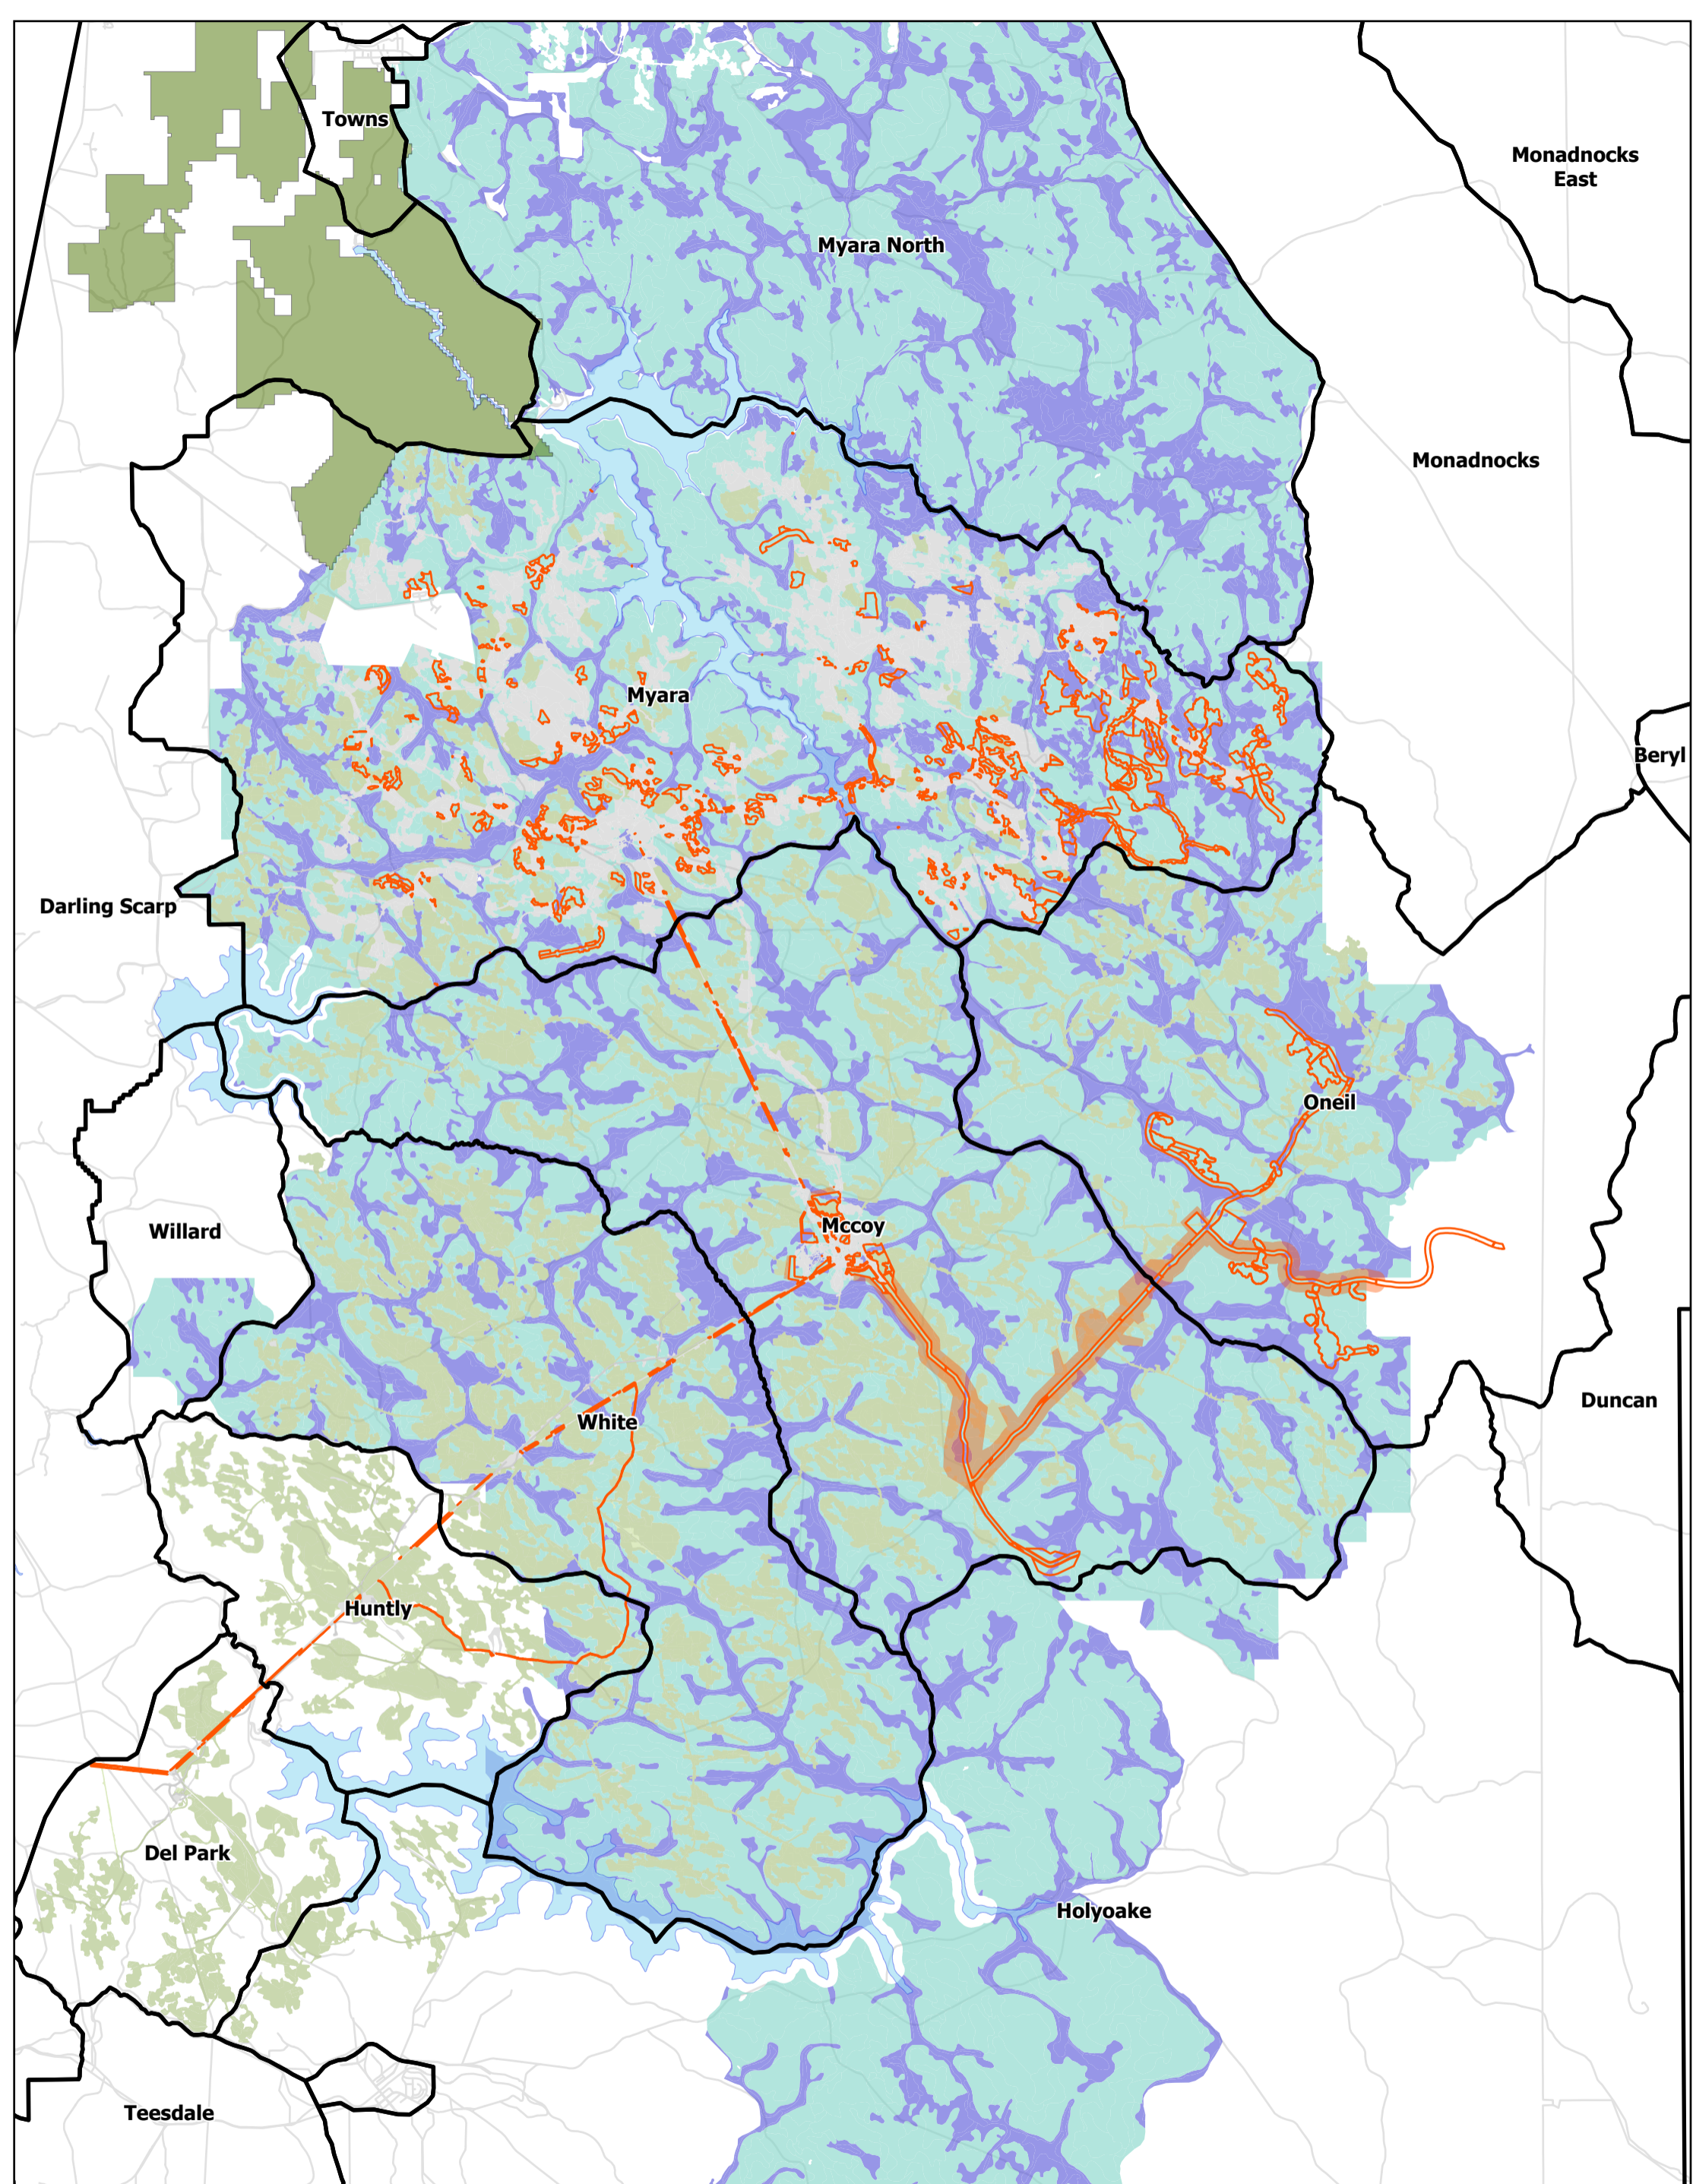 Towns
Monadnocks
East
Myara North
Monadnocks
Myara
Beryl
Darling Scarp
Oneil
Mccoy
Willard
Duncan
White
Huntly
Del Park
Holyoake
Teesdale